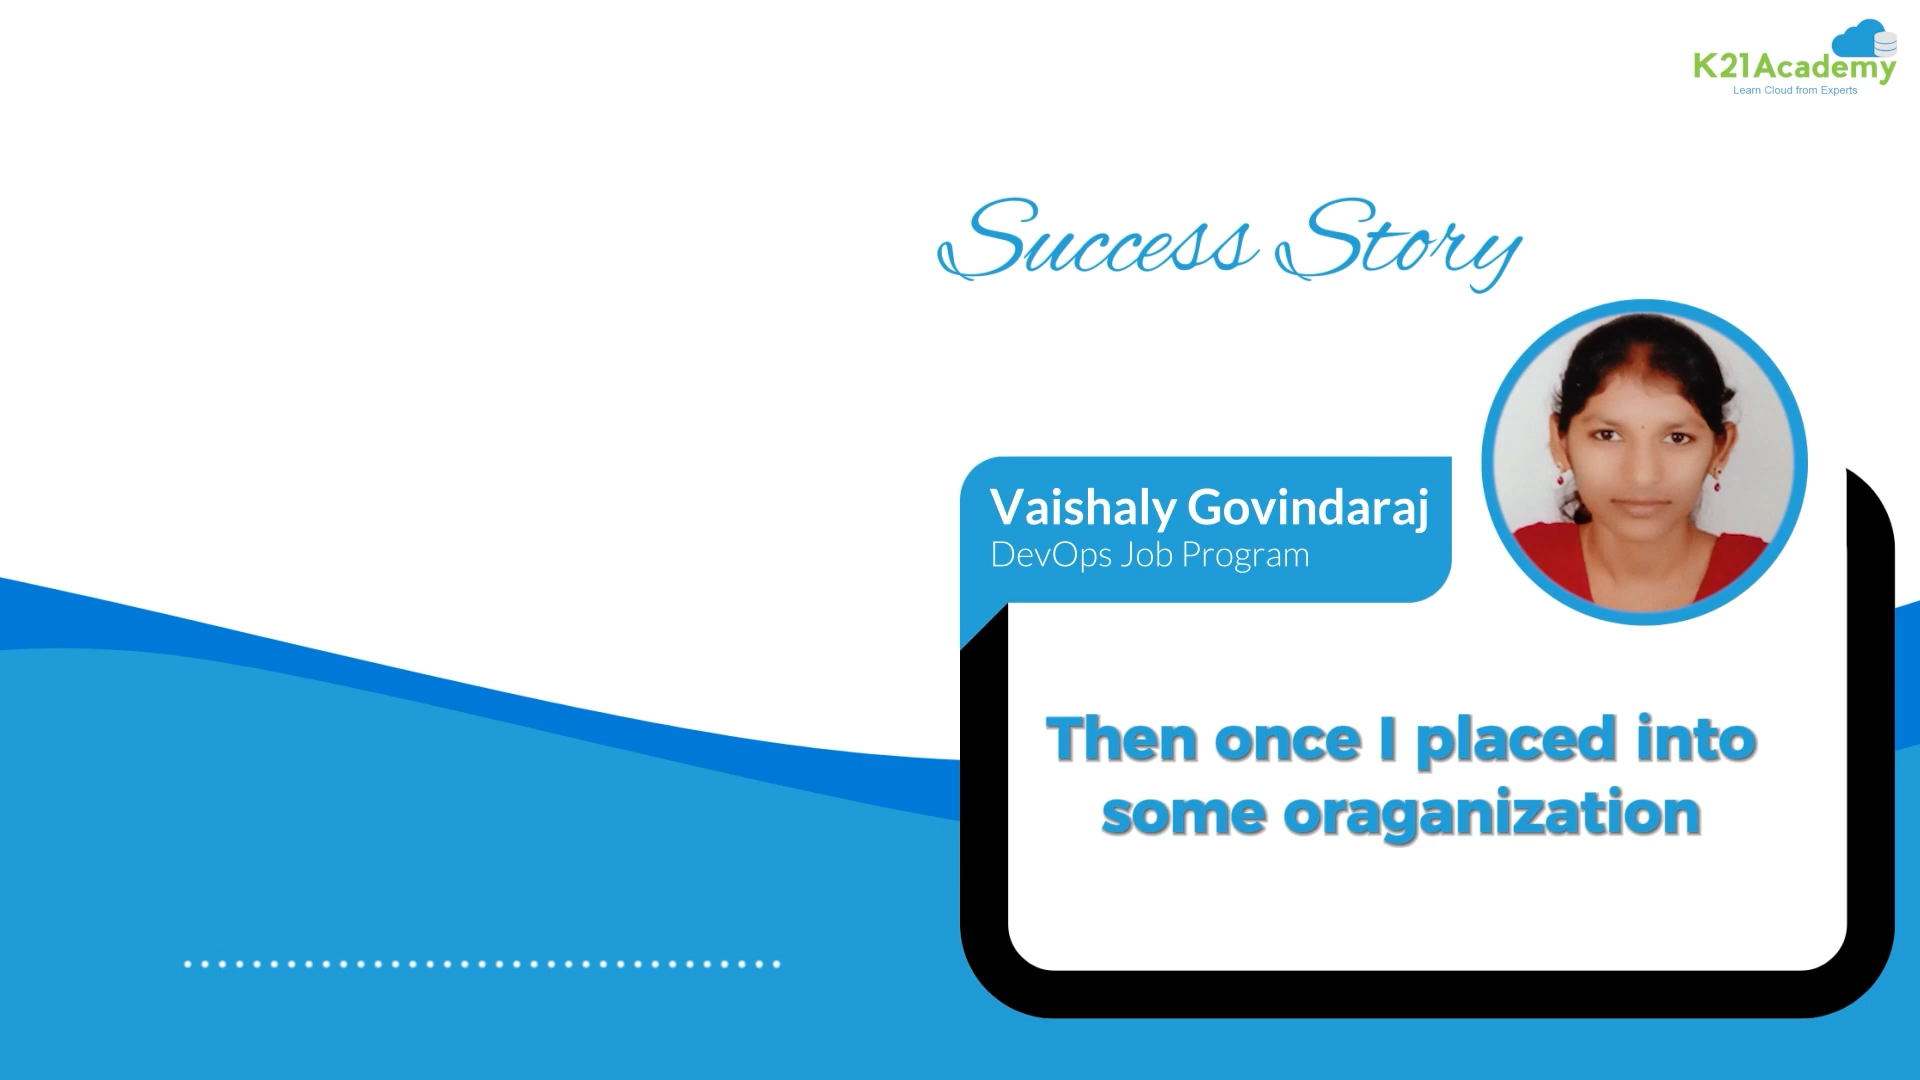 K21Academy
Learn Cloud from Experts
Success Story
Vaishaly Govindaraj
DevOps Job Program
Then once I placed into
some oraganization